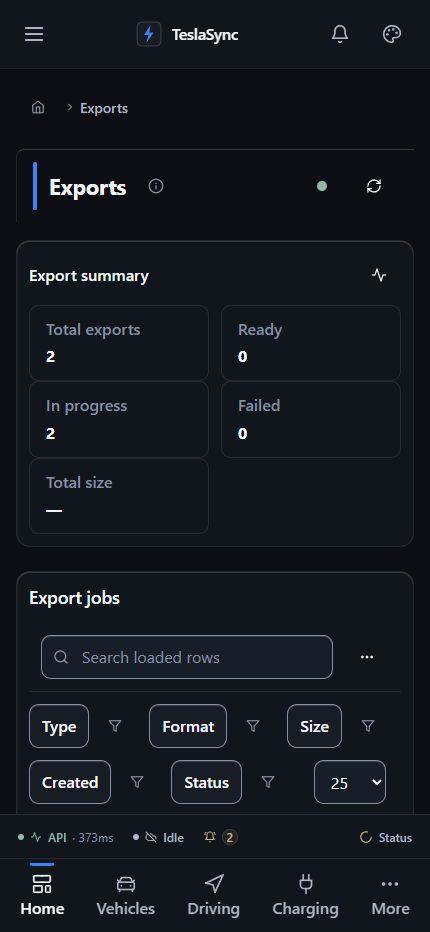 TeslaSync
Exports
Exports
Export summary
Total exports
2
Ready
0
In progress
2
Failed
0
Total size
—
Export jobs
Search loaded rows
Type
Format
Size
Created
Status
25
API · 373ms
Idle
2
Status
Home
Vehicles
Driving
Charging
More